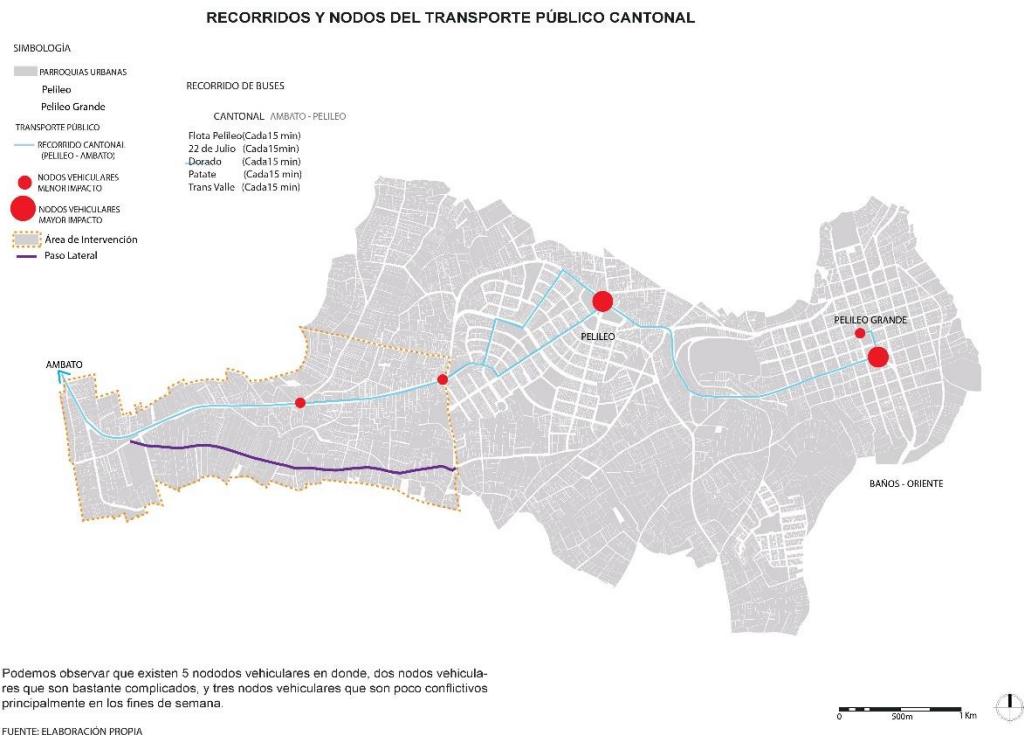 RECORRIDOS Y NODOS DEL TRANSPORTE PÚBLICO CANTONAL
SIMBOLOGÍA
PARROQUIAS URBANAS
Pelileo
Pelileo Grande
TRANSPORTE PÚBLICO
RECORRIDO CANTONAL
(PELILEO - AMBATO)
NODOS VEHICULARES
MENOR IMPACTO
NODOS VEHICULARES
MAYOR IMPACTO
Área de Intervención
Paso Lateral
RECORRIDO DE BUSES
CANTONAL AMBATO - PELILEO
Flota Pelileo(Cada15 min)
22 de Julio (Cada15min)
Dorado (Cada15 min)
Patate (Cada15 min)
Trans Valle (Cada15 min)
AMBATO
PELILEO
PELILEO GRANDE
BAÑOS - ORIENTE
Podemos observar que existen 5 nododos vehiculares en donde, dos nodos vehicula-
res que son bastante complicados, y tres nodos vehiculares que son poco conflictivos
principalmente en los fines de semana.
FUENTE: ELABORACIÓN PROPIA
0 500m 1 Km